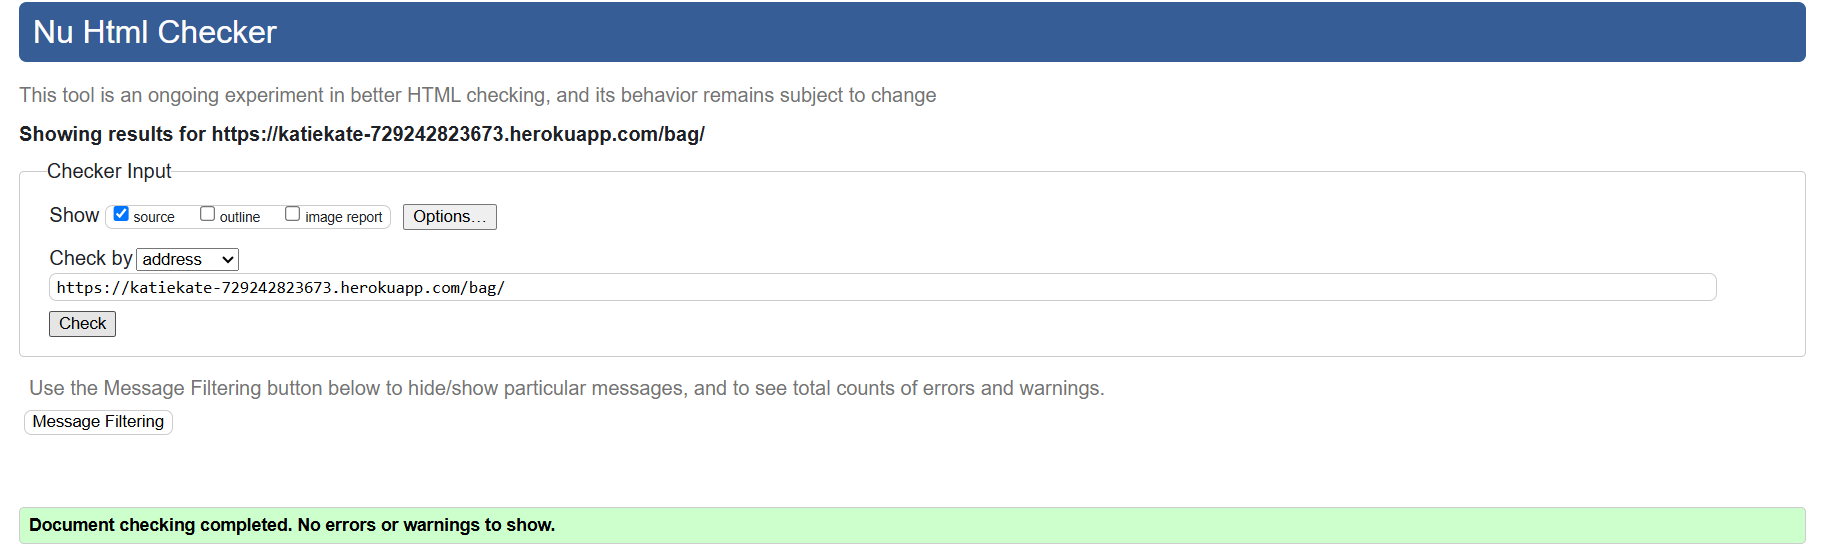 Nu Html Checker
This tool is an ongoing experiment in better HTML checking, and its behavior remains subject to change
Showing results for https://katiekate-729242823673.herokuapp.com/bag/
Checker Input
Show source outline image report Options...
Check by address
https://katiekate-729242823673.herokuapp.com/bag/
Check
Use the Message Filtering button below to hide/show particular messages, and to see total counts of errors and warnings.
Message Filtering
Document checking completed. No errors or warnings to show.